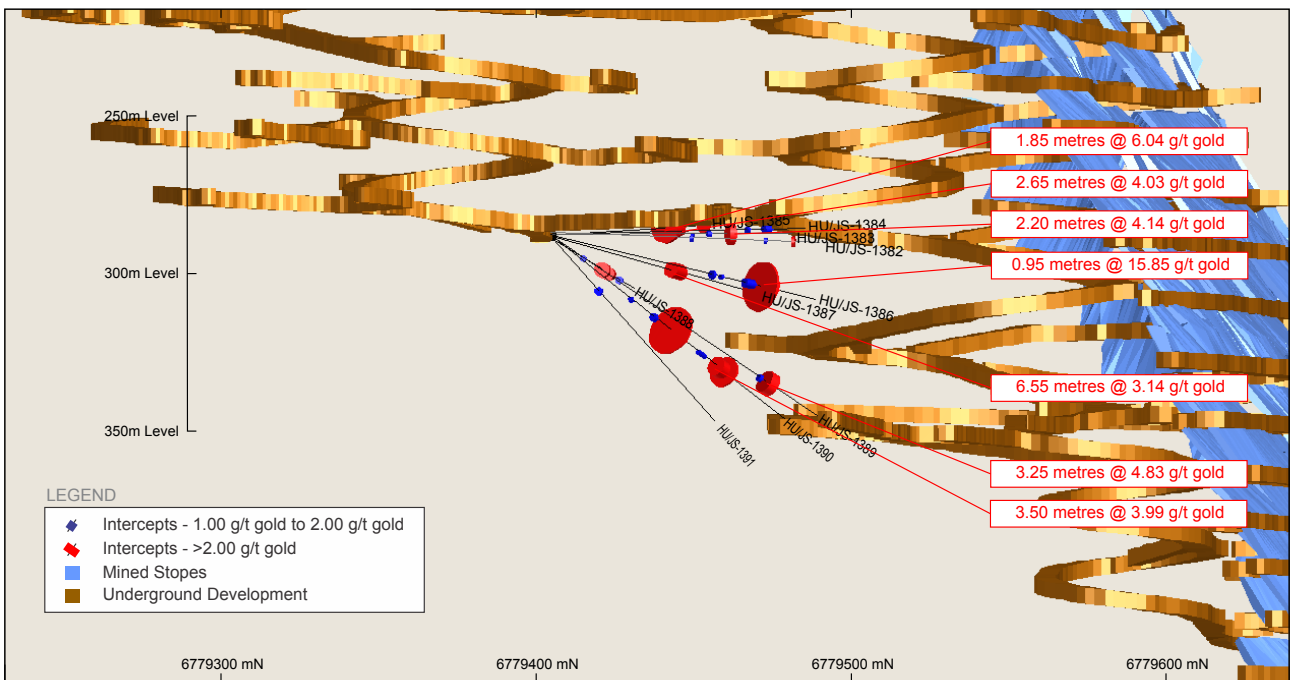 250m Level
1.85 metres @ 6.04 g/t gold
2.65 metres @ 4.03 g/t gold
HU/JS-1385
HU/JS-1384
2.20 metres @ 4.14 g/t gold
HU/JS-1383
HU/JS-1382
0.95 metres @ 15.85 g/t gold
300m Level
HU/JS-1386
HU/JS-1387
HU/JS-1388
6.55 metres @ 3.14 g/t gold
350m Level
HU/JS-1389
HU/JS-1390
HU/JS-1391
3.25 metres @ 4.83 g/t gold
3.50 metres @ 3.99 g/t gold
LEGEND
Intercepts - 1.00 g/t gold to 2.00 g/t gold
Intercepts - >2.00 g/t gold
Mined Stopes
Underground Development
6779300 mN
6779400 mN
6779500 mN
6779600 mN